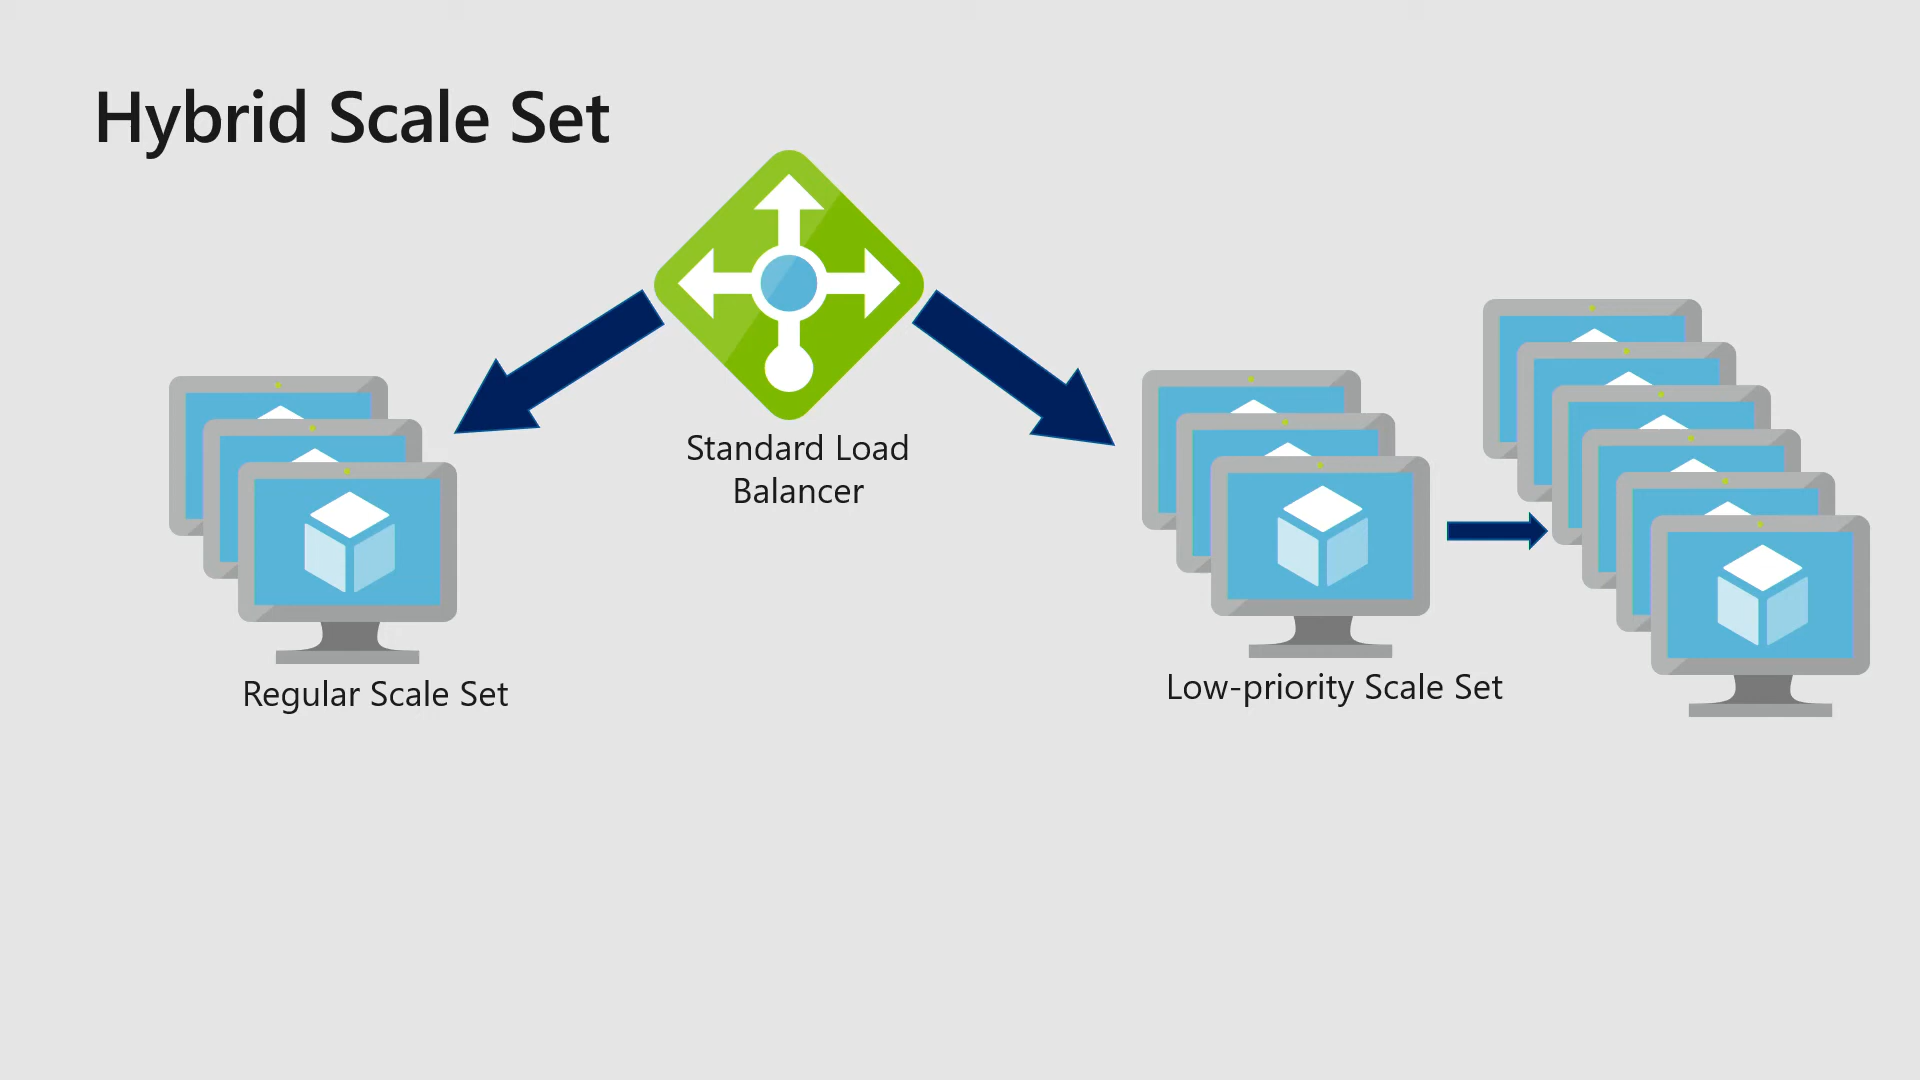 Hybrid Scale Set
Standard Load
Balancer
Regular Scale Set
Low-priority Scale Set